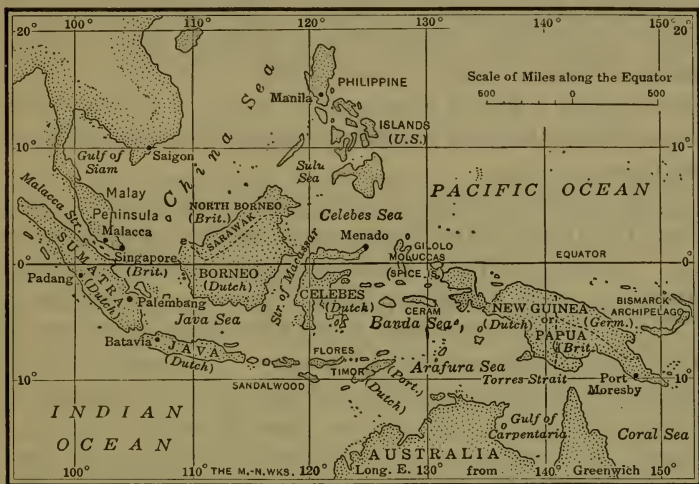 100° 110° 120° 130° 140° 150°
20°
PHILIPPINE
Manila
ISLANDS
(U.S.)
Scale of Miles along the Equator
500 0 500
China Sea
10° 10°
Gulf of
Siam
Saigon
Sulu
Sea
PACIFIC OCEAN
Malay
Peninsula
Malacca
Malacca Str.
NORTH BORNEO
(Brit.)
SARAWAK
Celebes Sea
Menado
GILOLO
MOLUCCAS
(SPICE IS.)
EQUATOR
Singapore
(Brit.)
0° 0°
SUMATRA
(Dutch)
Padang
Palembang
BORNEO
(Dutch)
Str. of Macassar
CELEBES
(Dutch)
CERAM
Banda Sea
NEW GUINEA
(Dutch)
or
(Germ.)
PAPUA
(Brit.)
BISMARCK
ARCHIPELAGO
Java Sea
Batavia
JAVA
(Dutch)
FLORES
TIMOR
(Port.)
(Dutch)
SANDALWOOD
Arafura Sea
Torres Strait
Port
Moresby
10° 10°
INDIAN
OCEAN
Gulf of
Carpentaria
Coral Sea
AUSTRALIA
100° 110° THE M.-N.WKS. 120° Long. E. 130° from 140° Greenwich 150°